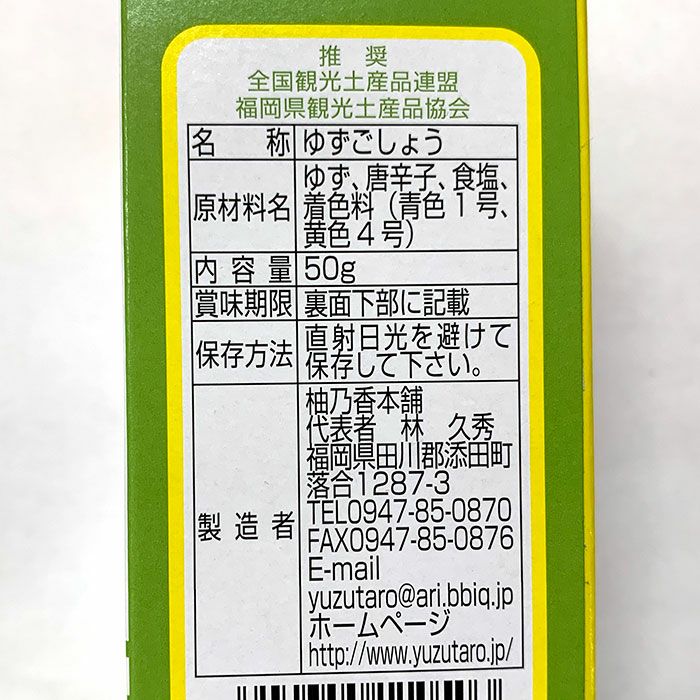 推奨
全国観光土産品連盟
福岡県観光土産品協会
名称 ゆずごしょう
原材料名 ゆず、唐辛子、食塩、
着色料（青色1号、
黄色4号）
内容量 50g
賞味期限 裏面下部に記載
保存方法 直射日光を避けて
保存して下さい。
製造者 柚乃香本舗
代表者 林 久秀
福岡県田川郡添田町
落合1287-3
TEL0947-85-0870
FAX0947-85-0876
E-mail
yuzutaro@ari.bbiq.jp
ホームページ
http://www.yuzutaro.jp/